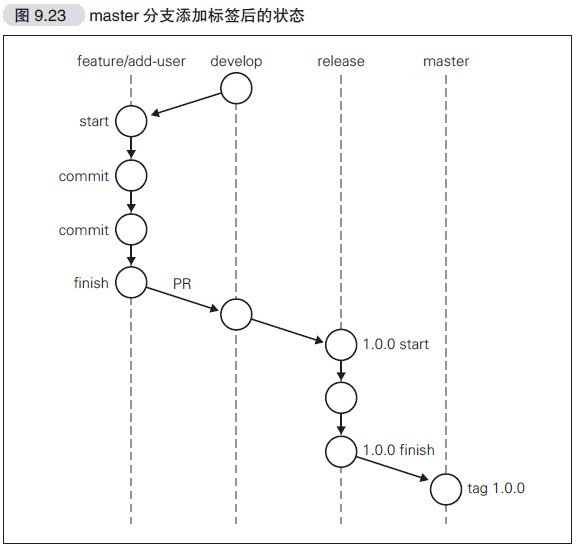 图 9.23 master 分支添加标签后的状态
feature/add-user develop release master
start
commit
commit
finish PR
1.0.0 start
1.0.0 finish
tag 1.0.0